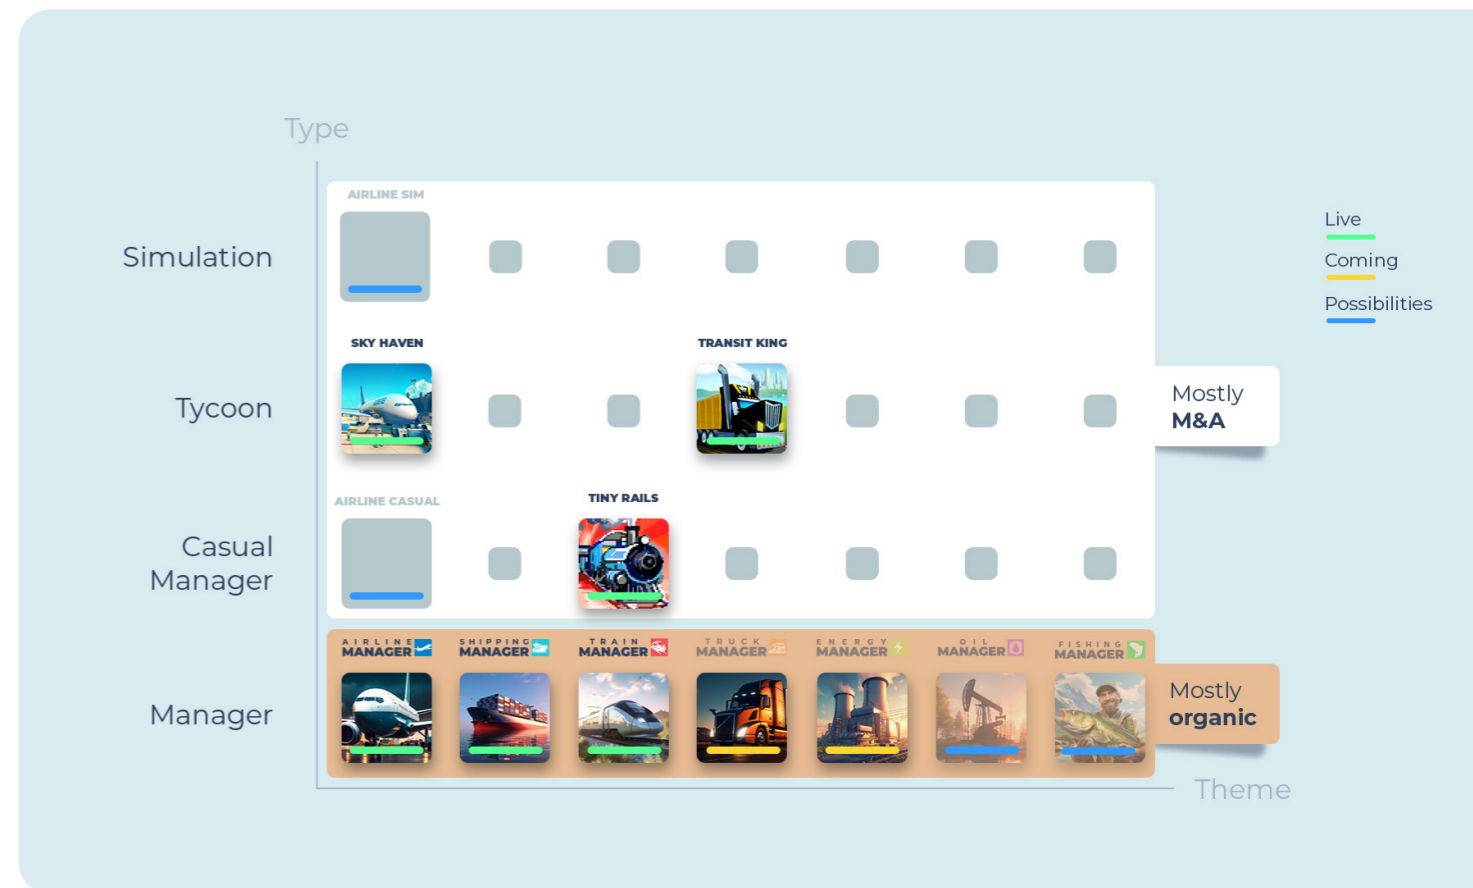 Type
AIRLINE SIM
Simulation
Live
Coming
Possibilities
SKY HAVEN
TRANSIT KING
Tycoon
Mostly
M&A
AIRLINE CASUAL
TINY RAILS
Casual
Manager
AIRLINE
MANAGER
SHIPPING
MANAGER
TRAIN
MANAGER
TRUCK
MANAGER
ENERGY
MANAGER
OIL
MANAGER
FISHING
MANAGER
Manager
Mostly
organic
Theme